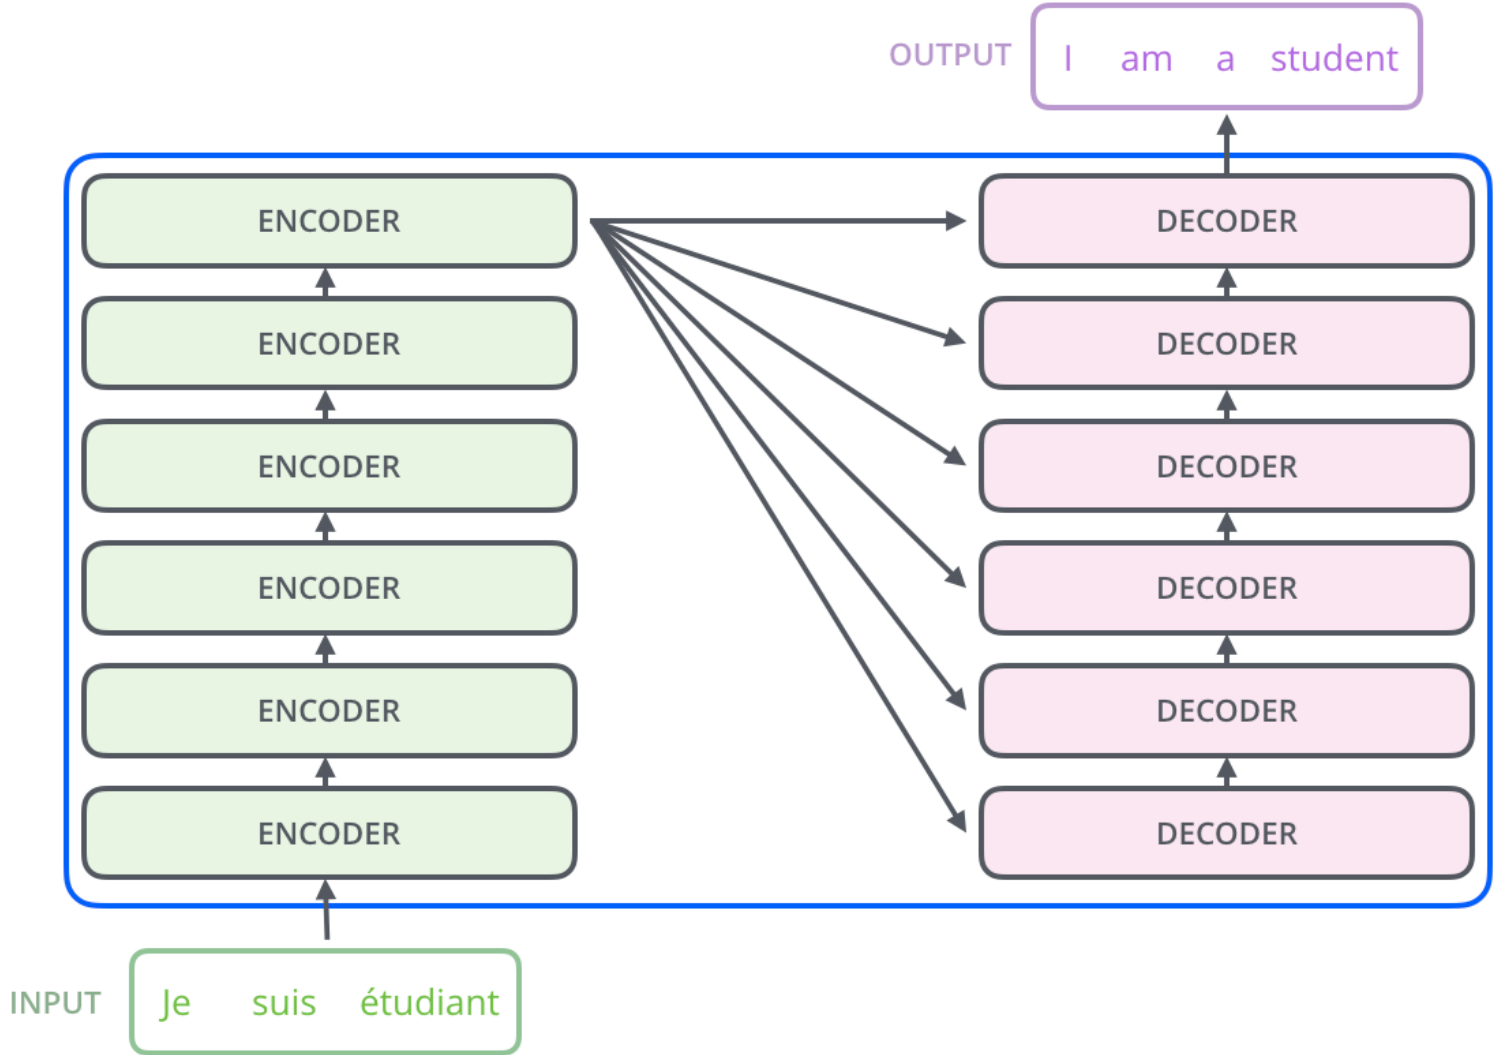 OUTPUT
I am a student
ENCODER
DECODER
ENCODER
DECODER
ENCODER
DECODER
ENCODER
DECODER
ENCODER
DECODER
ENCODER
DECODER
INPUT
Je suis étudiant